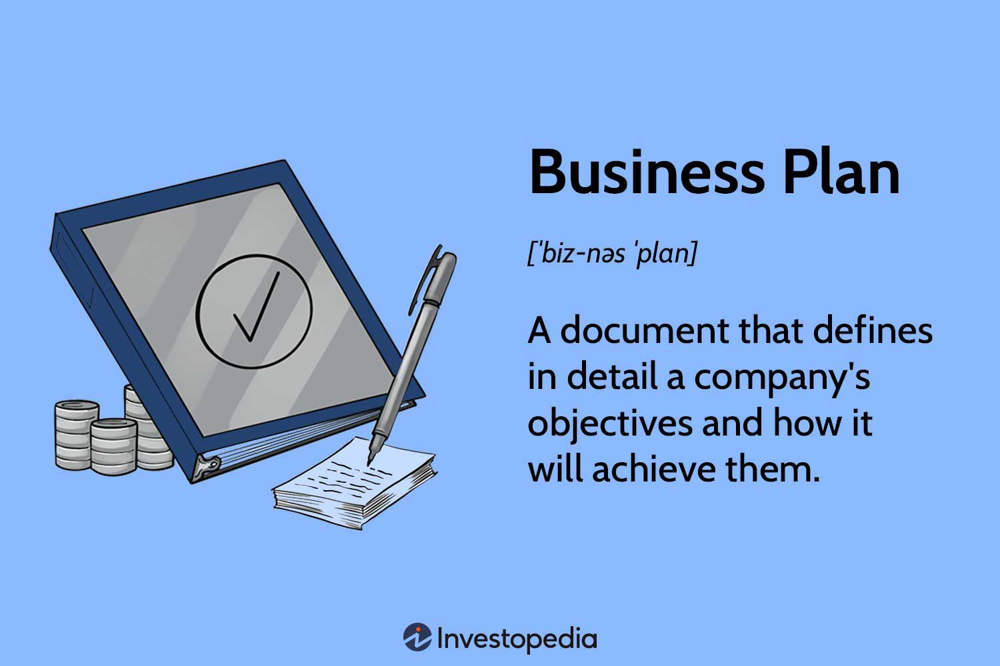 Business Plan
[ˈbiz-nəs ˈplan]
A document that defines
in detail a company's
objectives and how it
will achieve them.
Investopedia